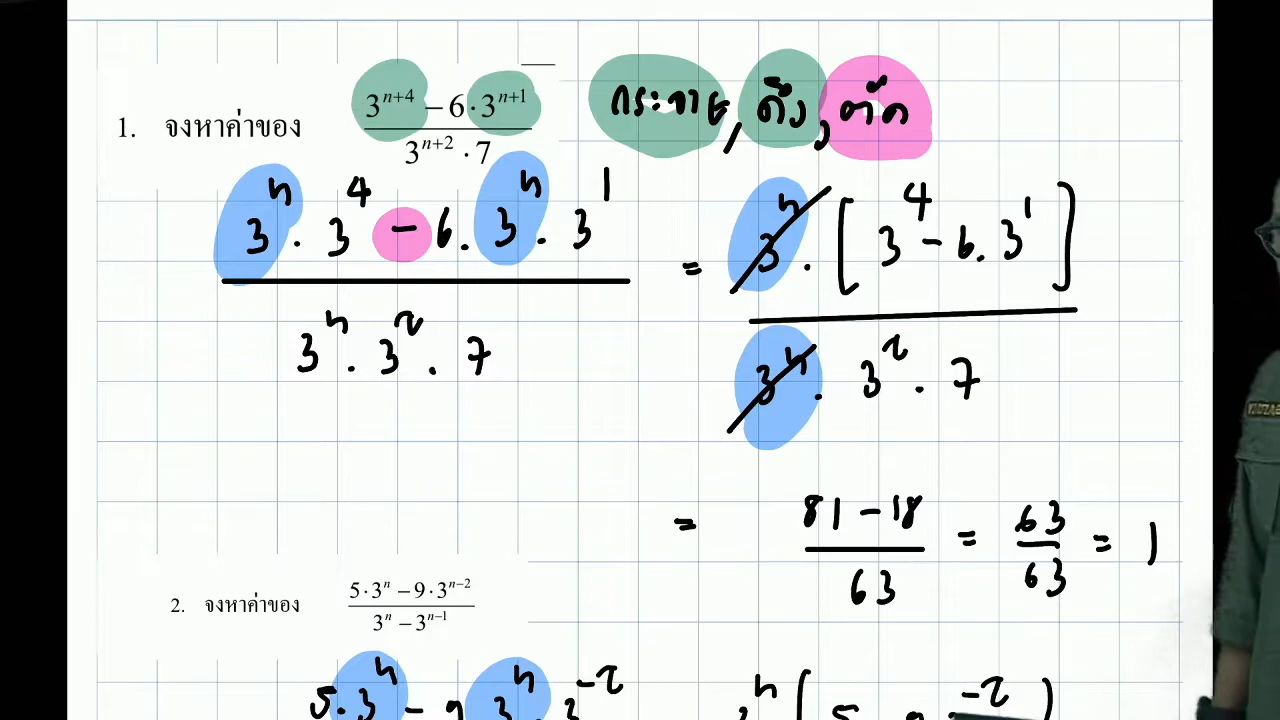 1. จงหาค่าของ (3^{n+4} − 6·3^{n+1}) / (3^{n+2}·7)
กระจาย, ดึง, ตัด
(3^n · 3^4 − 6 · 3^n · 3^1) / (3^n · 3^2 · 7)
= (3^n · [3^4 − 6 · 3^1]) / (3^n · 3^2 · 7)
= (81 − 18) / 63 = 63/63 = 1
2. จงหาค่าของ (5·3^n − 9·3^{n−2}) / (3^n − 3^{n−1})